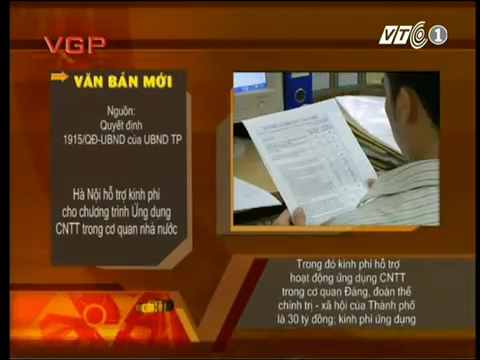 VGP
VTC 1
VĂN BẢN MỚI
Nguồn:
Quyết định
1915/QĐ-UBND của UBND TP
Hà Nội hỗ trợ kinh phí
cho chương trình Ứng dụng
CNTT trong cơ quan nhà nước
Trong đó kinh phí hỗ trợ
hoạt động ứng dụng CNTT
trong cơ quan Đảng, đoàn thể
chính trị - xã hội của Thành phố
là 30 tỷ đồng; kinh phí ứng dụng